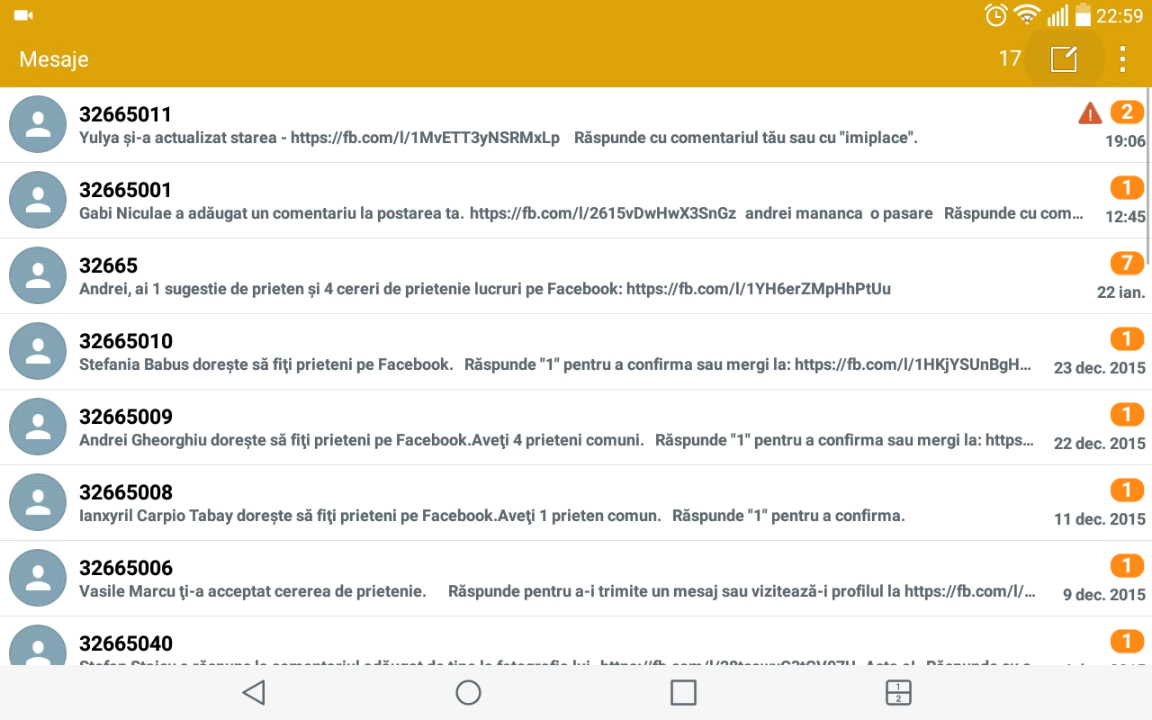 22:59
Mesaje
17
32665011
2
Yulya și-a actualizat starea - https://fb.com/l/1MvETT3yNSRMxLp Răspunde cu comentariul tău sau cu "imiplace".
19:06
32665001
1
Gabi Niculae a adăugat un comentariu la postarea ta. https://fb.com/l/2615vDwHwX3SnGz andrei mananca o pasare Răspunde cu com...
12:45
32665
7
Andrei, ai 1 sugestie de prieten și 4 cereri de prietenie lucruri pe Facebook: https://fb.com/l/1YH6erZMpHhPtUu
22 ian.
32665010
1
Stefania Babus dorește să fiţi prieteni pe Facebook. Răspunde "1" pentru a confirma sau mergi la: https://fb.com/l/1HKjYSUnBgH...
23 dec. 2015
32665009
1
Andrei Gheorghiu dorește să fiţi prieteni pe Facebook.Aveţi 4 prieteni comuni. Răspunde "1" pentru a confirma sau mergi la: https...
22 dec. 2015
32665008
1
Ianxyril Carpio Tabay dorește să fiţi prieteni pe Facebook.Aveţi 1 prieten comun. Răspunde "1" pentru a confirma.
11 dec. 2015
32665006
1
Vasile Marcu ţi-a acceptat cererea de prietenie. Răspunde pentru a-i trimite un mesaj sau vizitează-i profilul la https://fb.com/l/...
9 dec. 2015
32665040
1
1
2